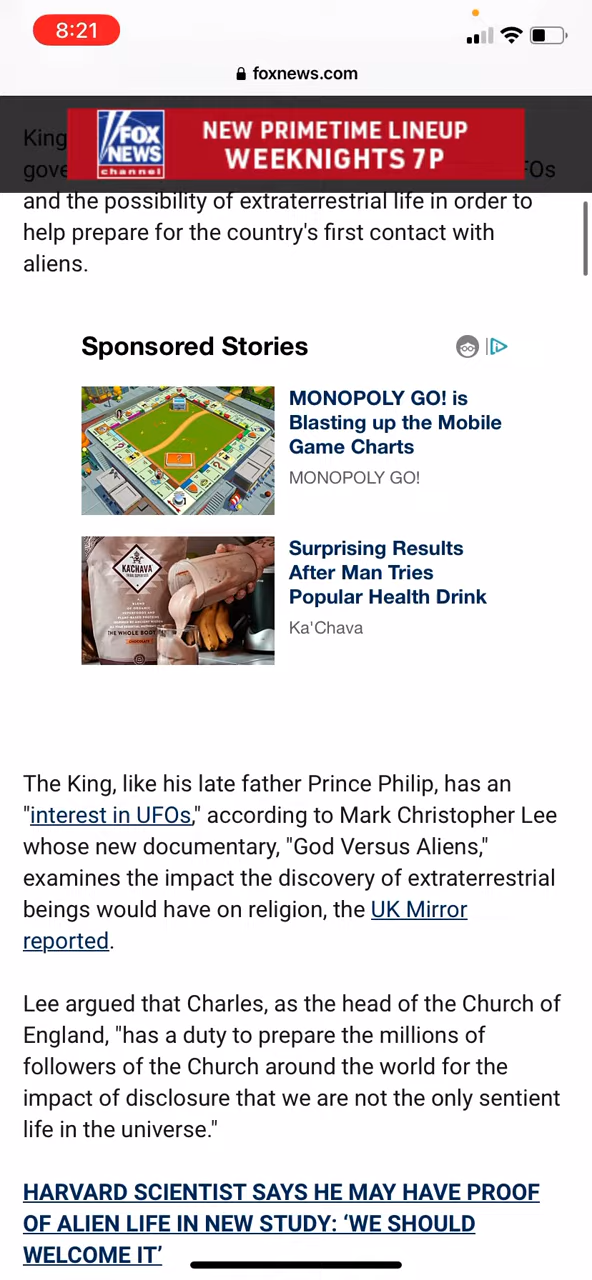 8:21
foxnews.com
FOX
NEWS
channel
NEW PRIMETIME LINEUP
WEEKNIGHTS 7P
King
gove
FOs
and the possibility of extraterrestrial life in order to
help prepare for the country's first contact with
aliens.
Sponsored Stories
MONOPOLY GO! is
Blasting up the Mobile
Game Charts
MONOPOLY GO!
KACHAVA
THE WHOLE BODY
Surprising Results
After Man Tries
Popular Health Drink
Ka'Chava
The King, like his late father Prince Philip, has an
"interest in UFOs," according to Mark Christopher Lee
whose new documentary, "God Versus Aliens,"
examines the impact the discovery of extraterrestrial
beings would have on religion, the UK Mirror
reported.
Lee argued that Charles, as the head of the Church of
England, "has a duty to prepare the millions of
followers of the Church around the world for the
impact of disclosure that we are not the only sentient
life in the universe."
HARVARD SCIENTIST SAYS HE MAY HAVE PROOF
OF ALIEN LIFE IN NEW STUDY: ‘WE SHOULD
WELCOME IT’